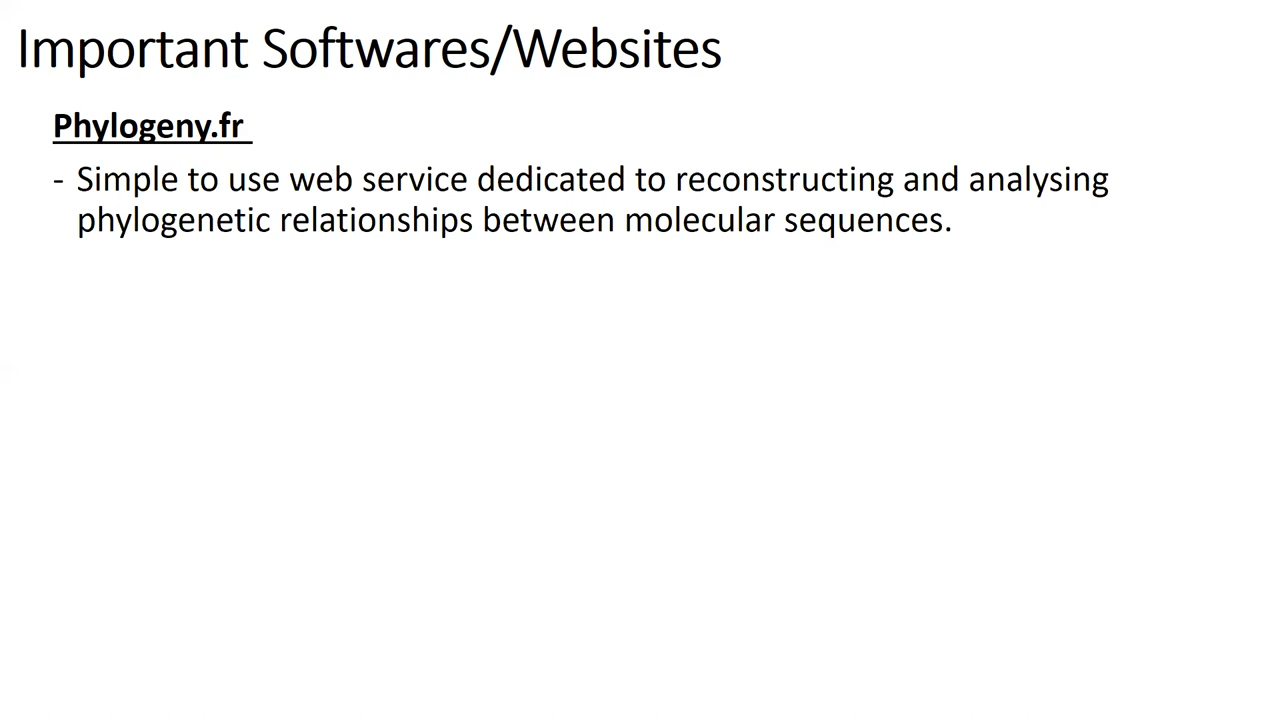 Important Softwares/Websites
Phylogeny.fr
- Simple to use web service dedicated to reconstructing and analysing
phylogenetic relationships between molecular sequences.